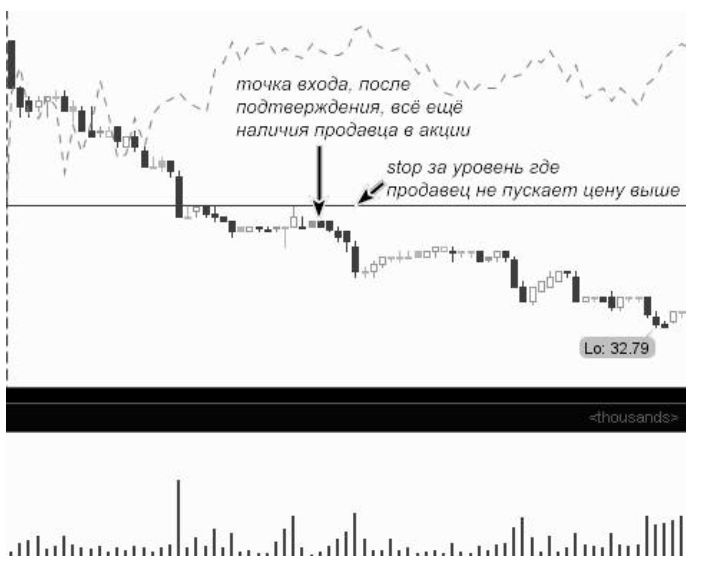 точка входа, после
подтверждения, всё ещё
наличия продавца в акции
stop за уровень где
продавец не пускает цену выше
Lo: 32.79
<thousands>